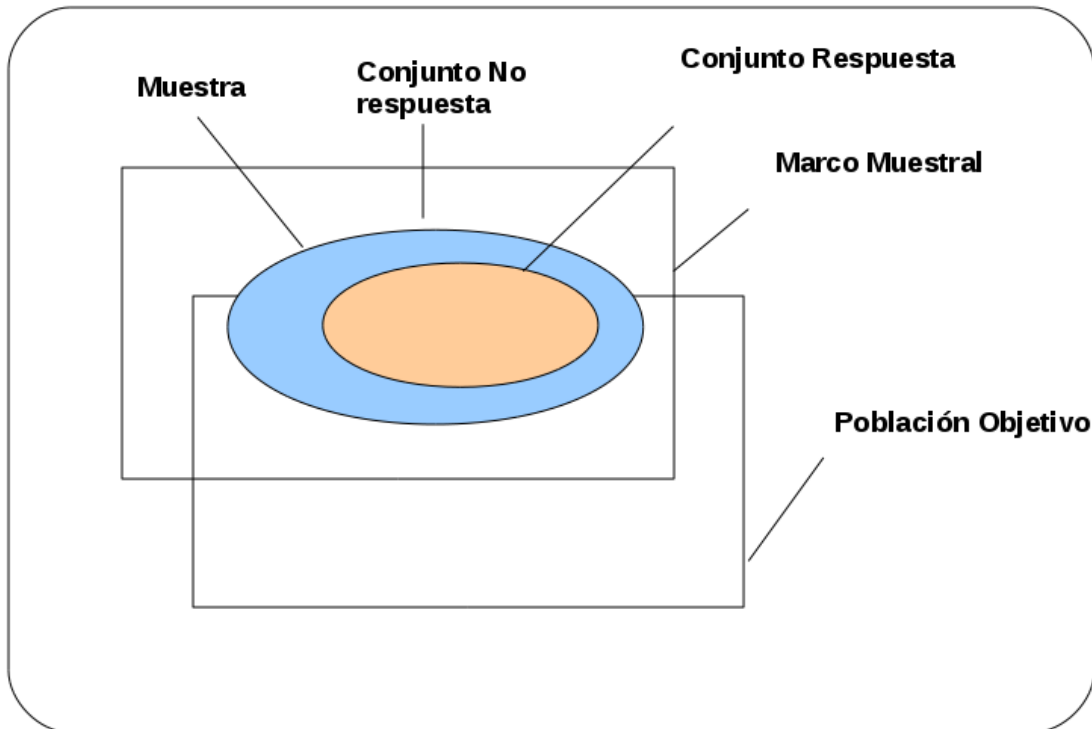 Muestra
Conjunto No
respuesta
Conjunto Respuesta
Marco Muestral
Población Objetivo